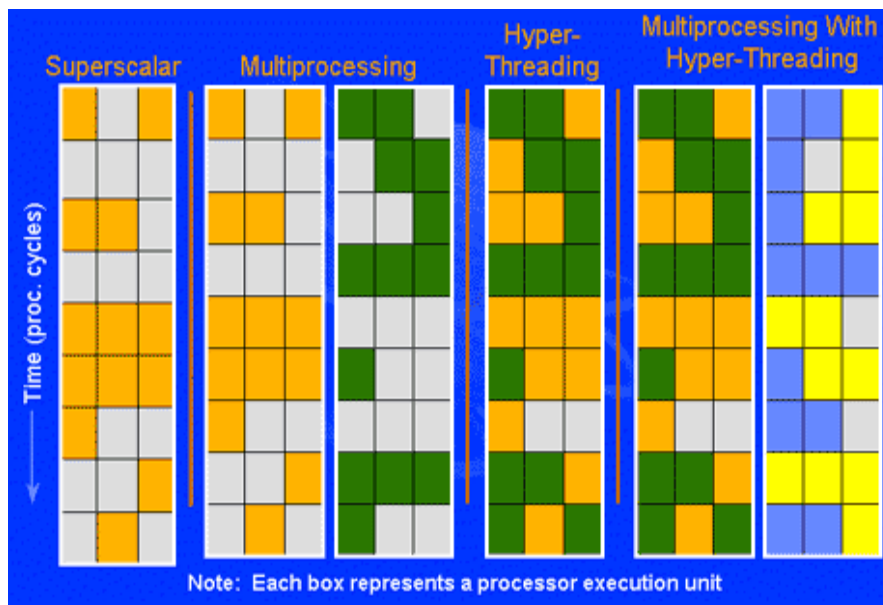 Superscalar
Multiprocessing
Hyper-
Threading
Multiprocessing With
Hyper-Threading
Time (proc. cycles)
Note: Each box represents a processor execution unit